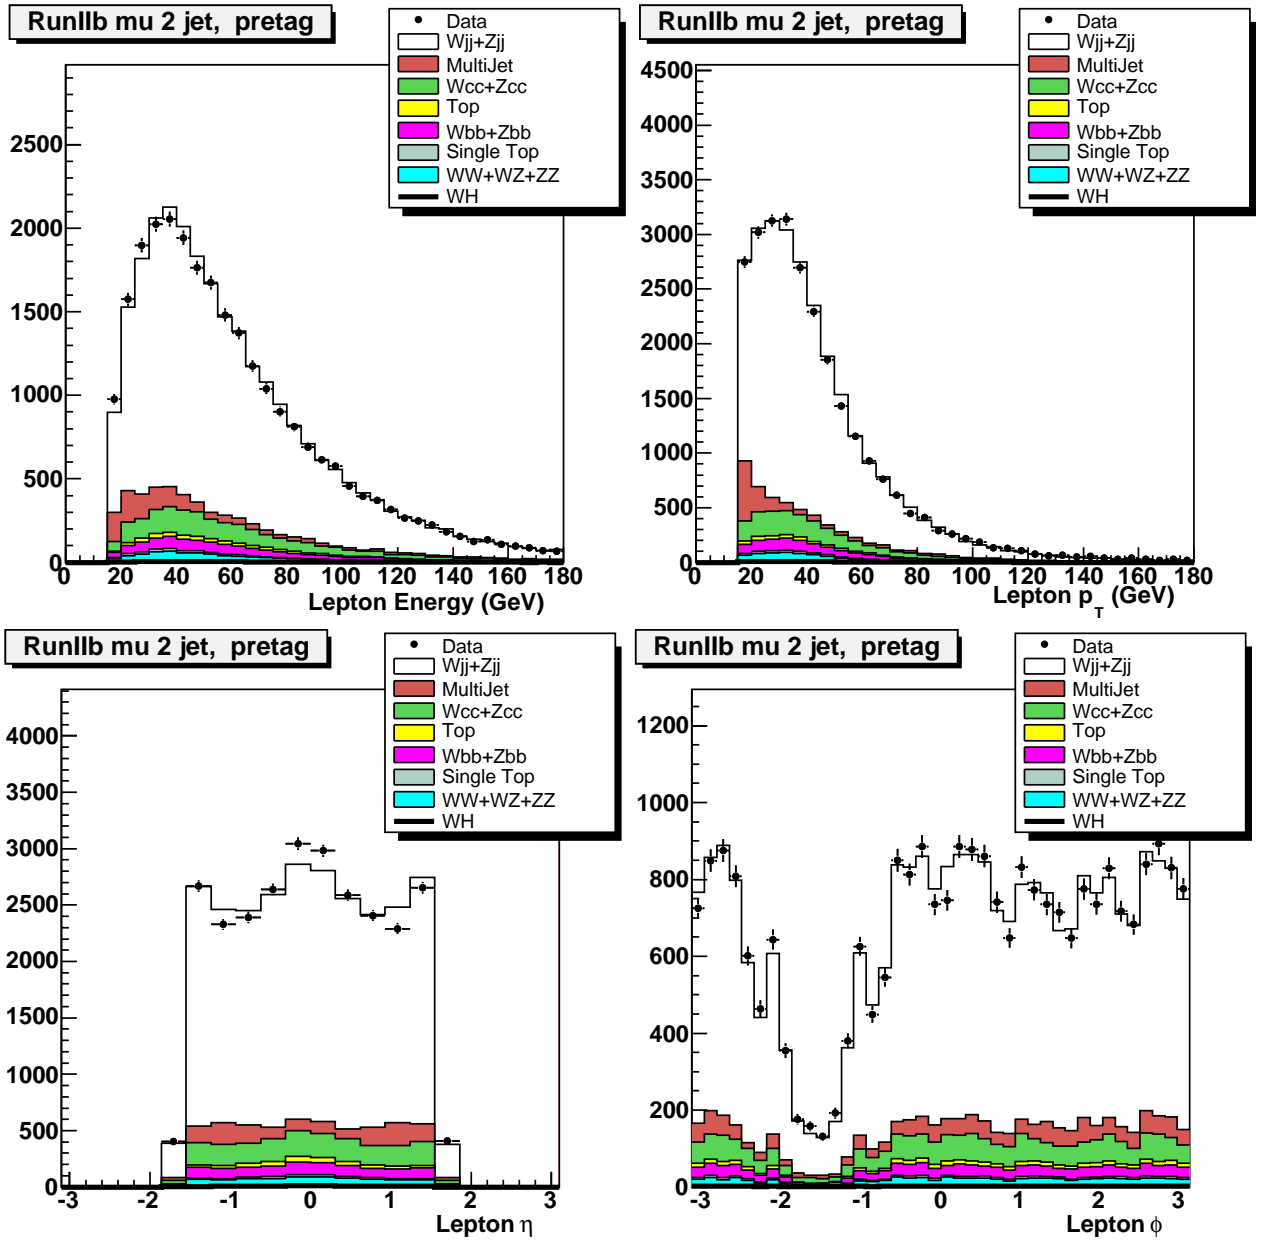 RunIIb mu 2 jet, pretag
Data
Wjj+Zjj
MultiJet
Wcc+Zcc
Top
Wbb+Zbb
Single Top
WW+WZ+ZZ
WH
2500
2000
1500
1000
500
0
0 20 40 60 80 100 120 140 160 180
Lepton Energy (GeV)
RunIIb mu 2 jet, pretag
Data
Wjj+Zjj
MultiJet
Wcc+Zcc
Top
Wbb+Zbb
Single Top
WW+WZ+ZZ
WH
4500
4000
3500
3000
2500
2000
1500
1000
500
0
0 20 40 60 80 100 120 140 160 180
Lepton p_T (GeV)
RunIIb mu 2 jet, pretag
Data
Wjj+Zjj
MultiJet
Wcc+Zcc
Top
Wbb+Zbb
Single Top
WW+WZ+ZZ
WH
4000
3500
3000
2500
2000
1500
1000
500
0
-3 -2 -1 0 1 2 3
Lepton η
RunIIb mu 2 jet, pretag
Data
Wjj+Zjj
MultiJet
Wcc+Zcc
Top
Wbb+Zbb
Single Top
WW+WZ+ZZ
WH
1200
1000
800
600
400
200
0
-3 -2 -1 0 1 2 3
Lepton ϕ